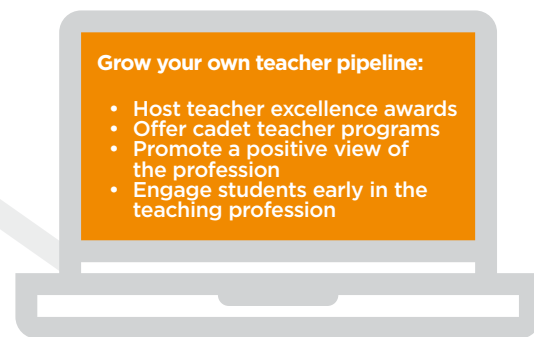 Grow your own teacher pipeline:
• Host teacher excellence awards
• Offer cadet teacher programs
• Promote a positive view of
the profession
• Engage students early in the
teaching profession